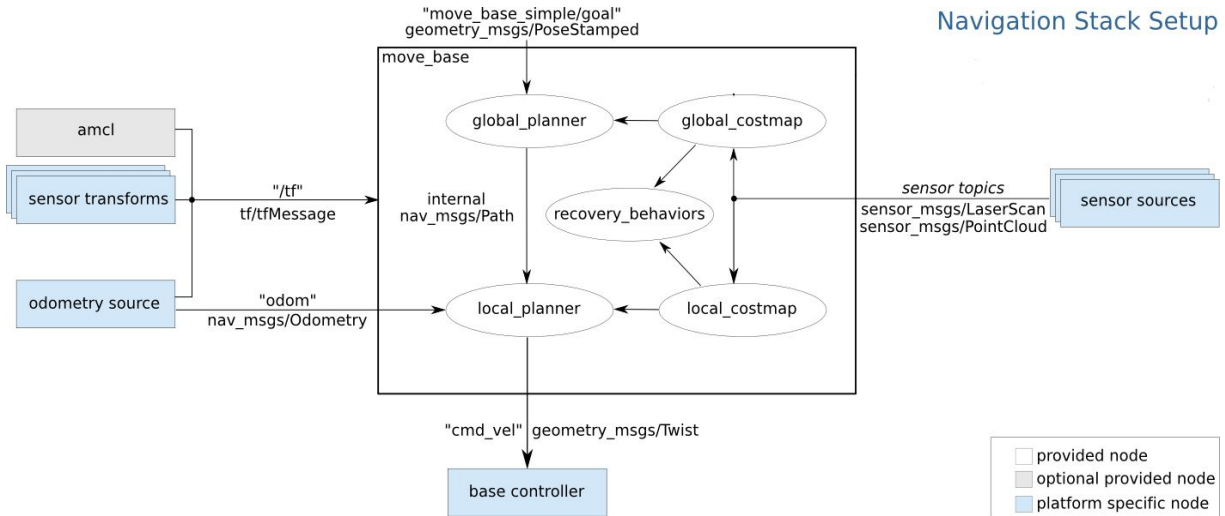 "move_base_simple/goal"
geometry_msgs/PoseStamped
Navigation Stack Setup
move_base
amcl
global_planner
global_costmap
sensor transforms
"/tf"
tf/tfMessage
internal
nav_msgs/Path
recovery_behaviors
sensor topics
sensor_msgs/LaserScan
sensor_msgs/PointCloud
sensor sources
odometry source
"odom"
nav_msgs/Odometry
local_planner
local_costmap
"cmd_vel" geometry_msgs/Twist
base controller
provided node
optional provided node
platform specific node